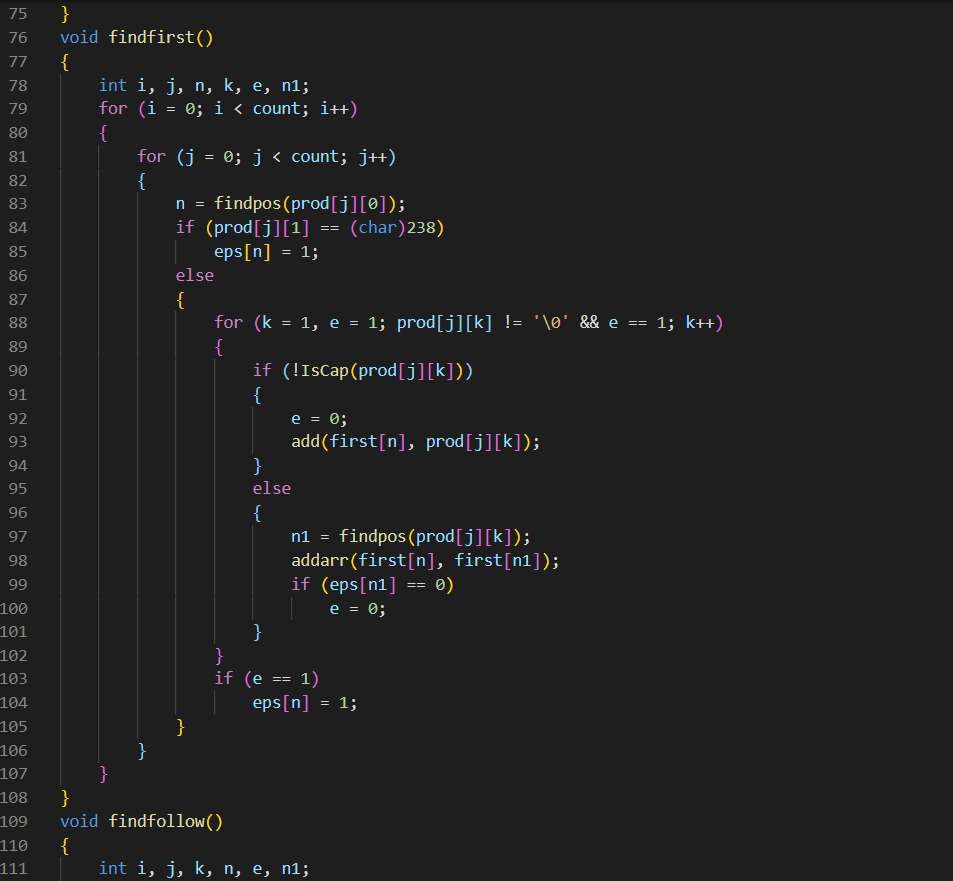 75 }
76 void findfirst()
77 {
78     int i, j, n, k, e, n1;
79     for (i = 0; i < count; i++)
80     {
81         for (j = 0; j < count; j++)
82         {
83             n = findpos(prod[j][0]);
84             if (prod[j][1] == (char)238)
85                 eps[n] = 1;
86             else
87             {
88                 for (k = 1, e = 1; prod[j][k] != '\0' && e == 1; k++)
89                 {
90                     if (!IsCap(prod[j][k]))
91                     {
92                         e = 0;
93                         add(first[n], prod[j][k]);
94                     }
95                     else
96                     {
97                         n1 = findpos(prod[j][k]);
98                         addarr(first[n], first[n1]);
99                         if (eps[n1] == 0)
100                             e = 0;
101                     }
102                 }
103                 if (e == 1)
104                     eps[n] = 1;
105             }
106         }
107     }
108 }
109 void findfollow()
110 {
111     int i, j, k, n, e, n1;